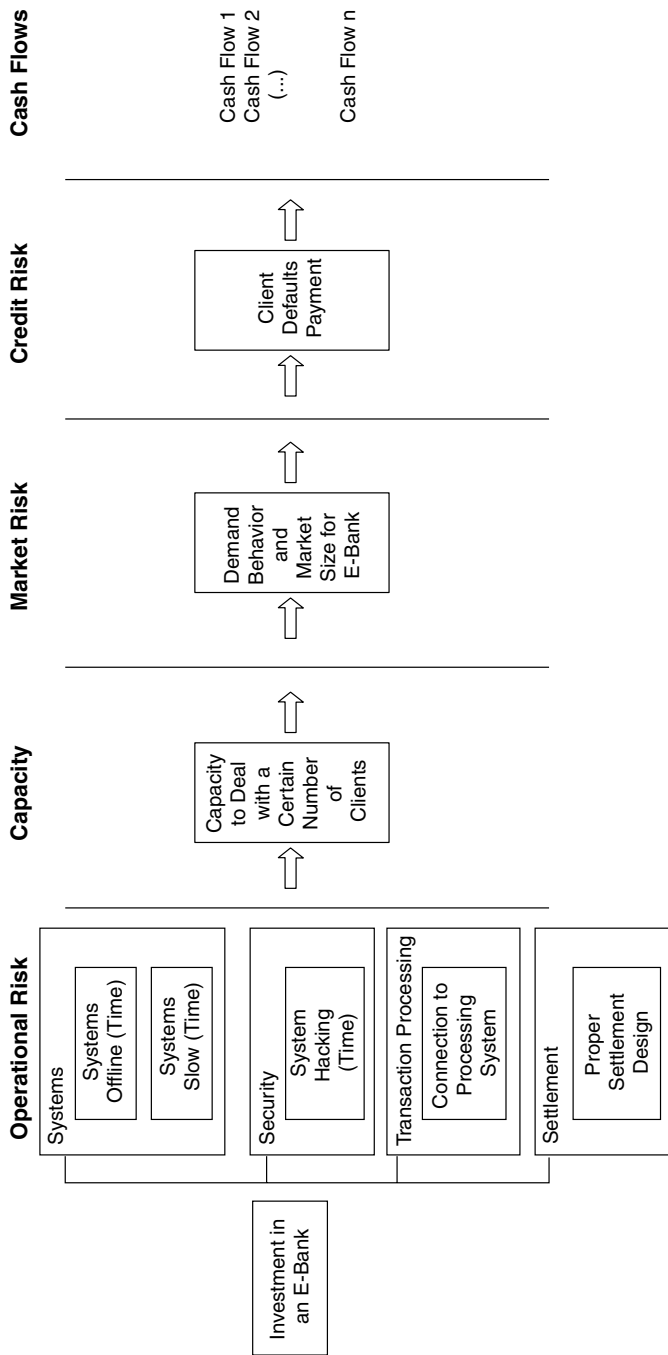 Operational Risk
Capacity
Market Risk
Credit Risk
Cash Flows
Investment in
an E-Bank
Systems
Systems
Offline (Time)
Systems
Slow (Time)
Security
System
Hacking
(Time)
Transaction Processing
Connection to
Processing
System
Settlement
Proper
Settlement
Design
Capacity
to Deal
with a
Certain
Number
of
Clients
Demand
Behavior
and
Market
Size for
E-Bank
Client
Defaults
Payment
Cash Flow 1
Cash Flow 2
(...)
Cash Flow n